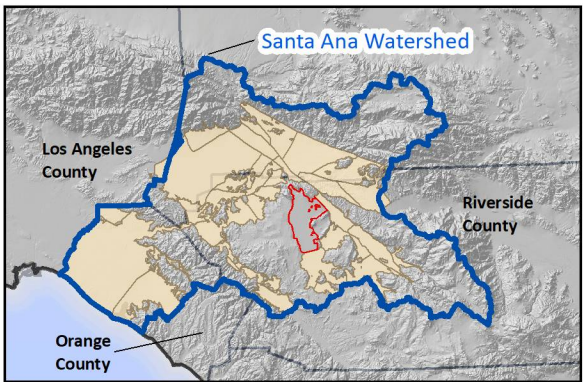 Santa Ana Watershed
Los Angeles
County
Riverside
County
Orange
County